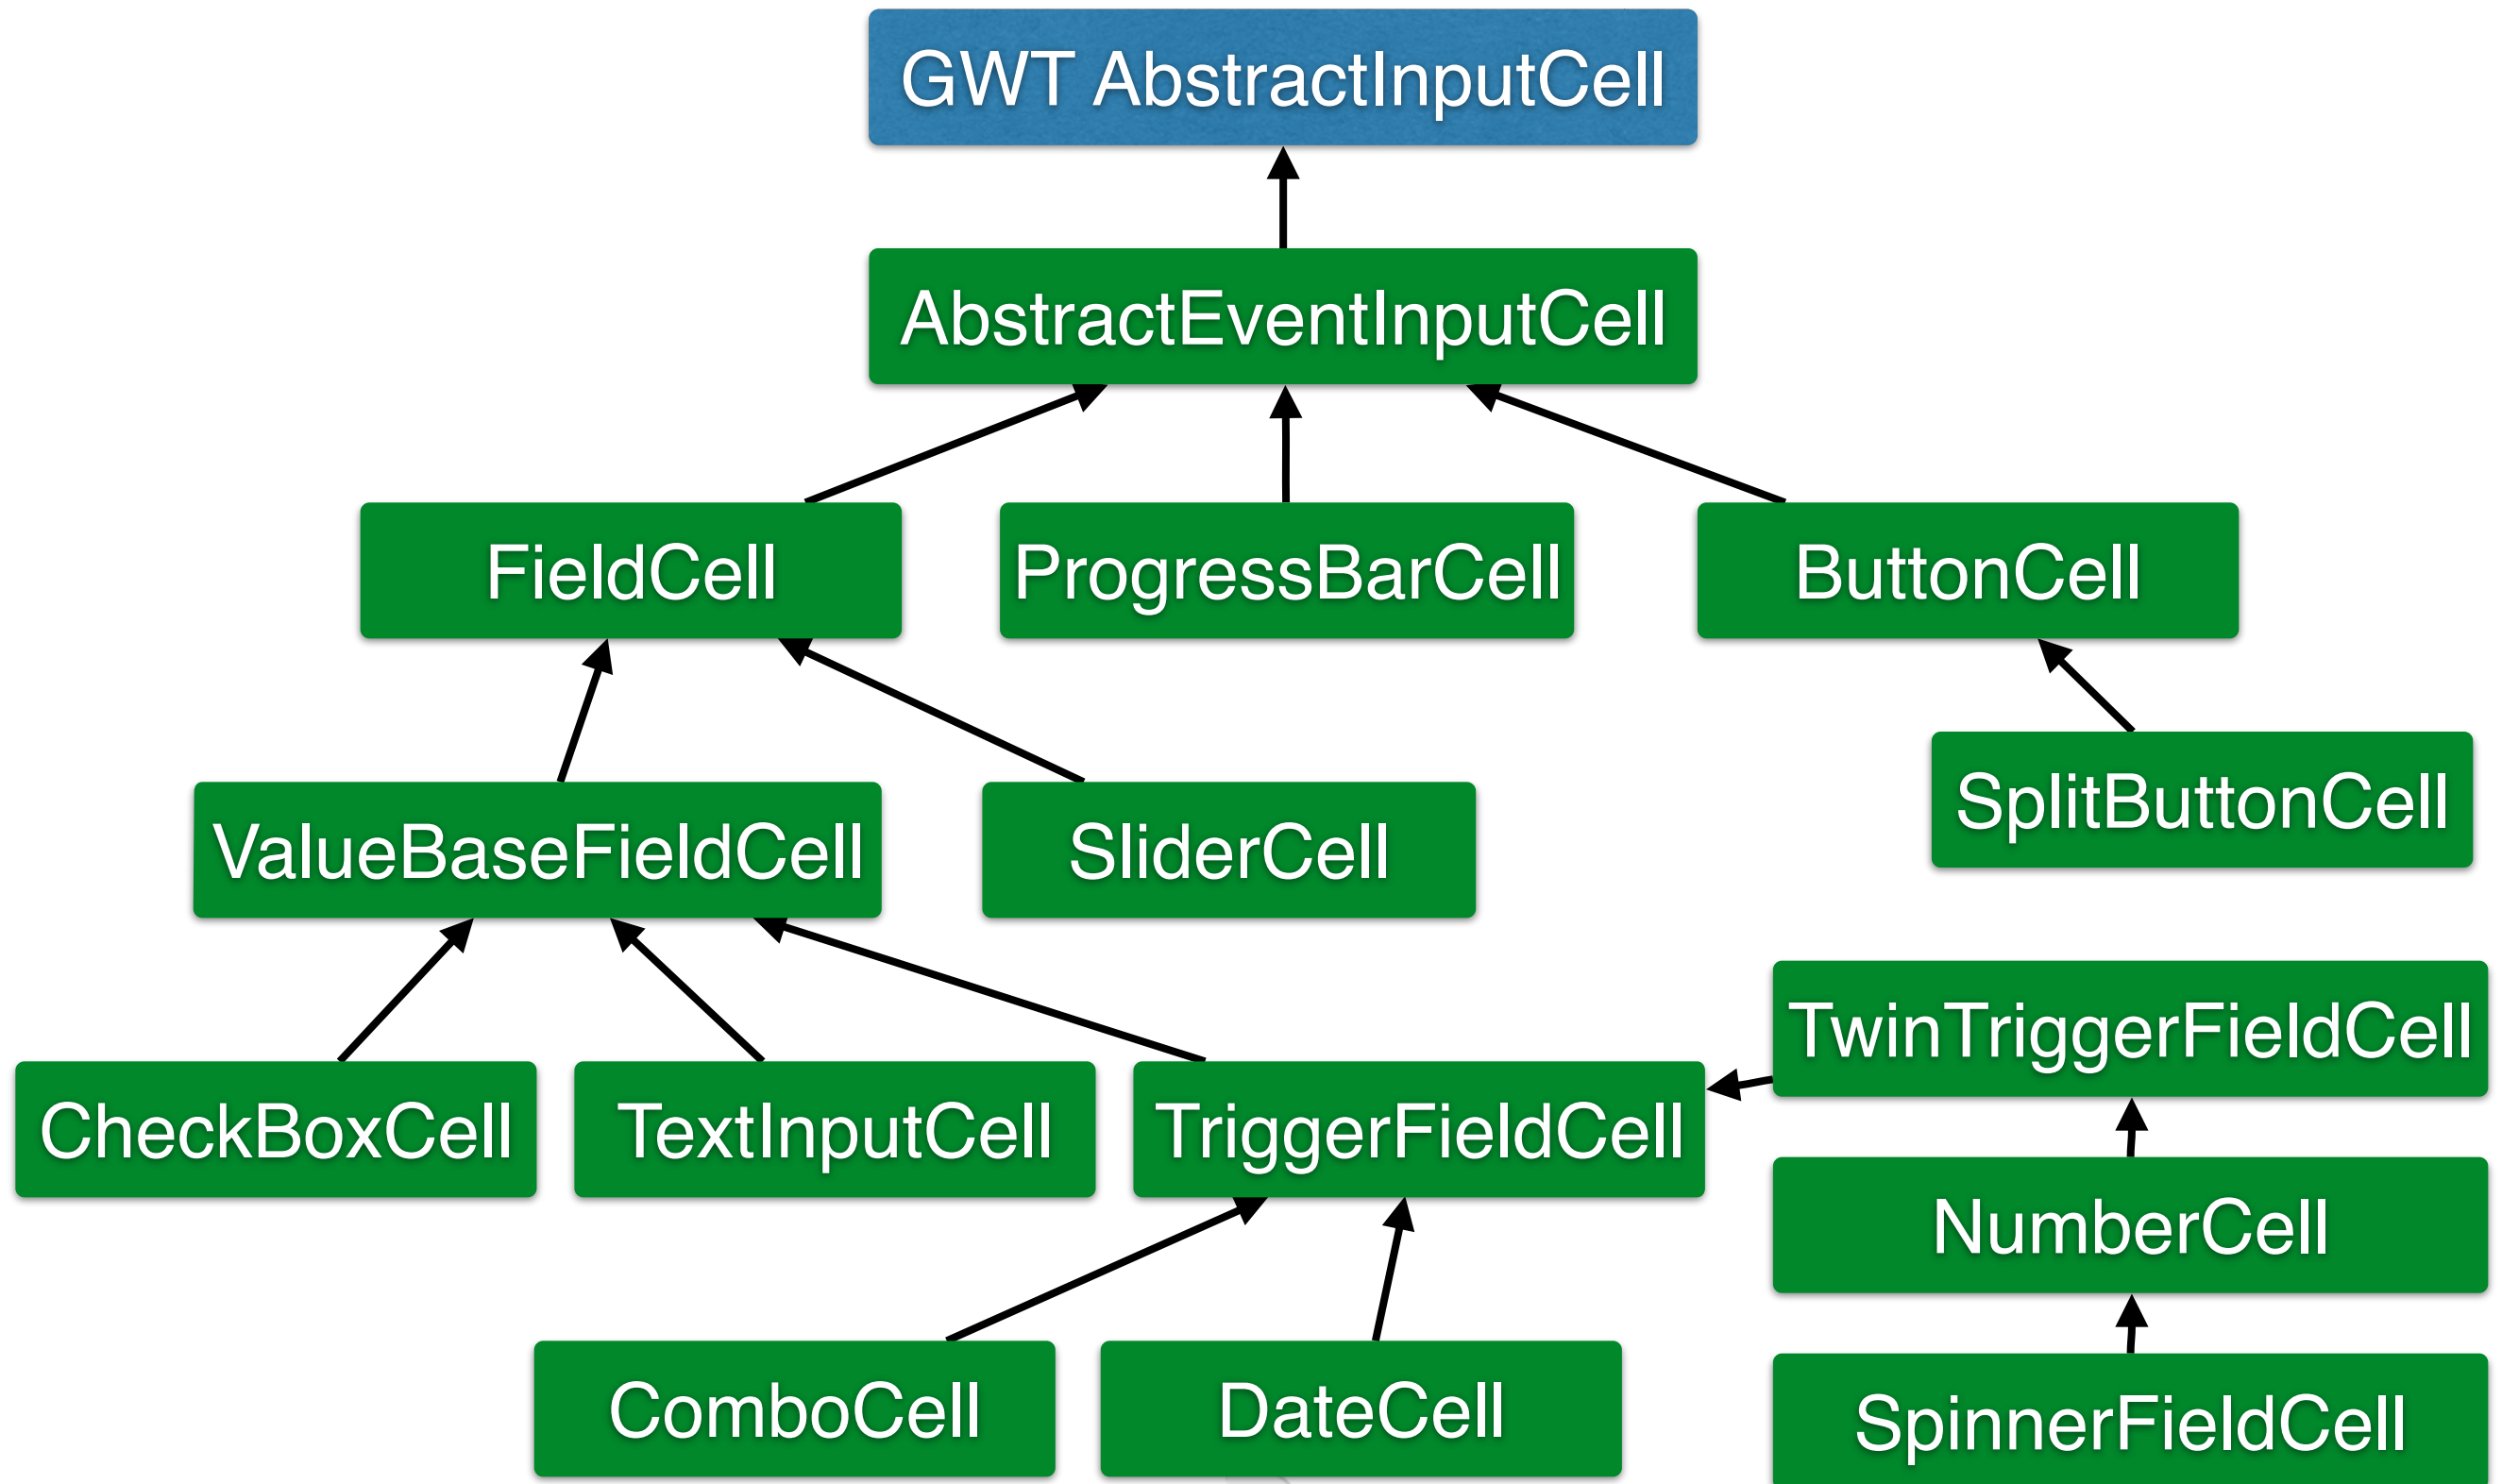 GWT AbstractInputCell
AbstractEventInputCell
FieldCell
ProgressBarCell
ButtonCell
SplitButtonCell
ValueBaseFieldCell
SliderCell
TwinTriggerFieldCell
CheckBoxCell
TextInputCell
TriggerFieldCell
NumberCell
ComboCell
DateCell
SpinnerFieldCell